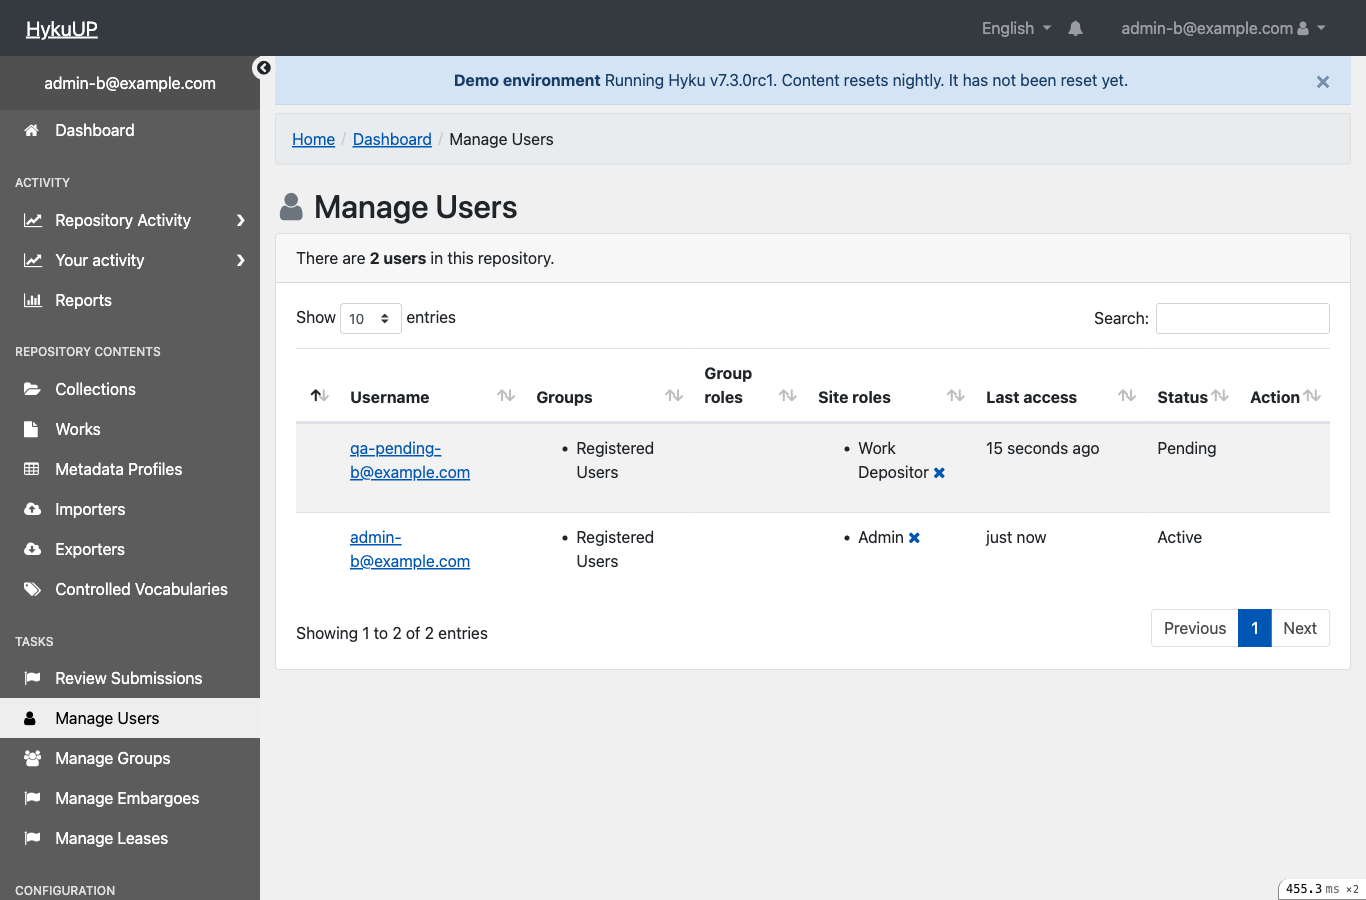 HykuUP
English
admin-b@example.com
admin-b@example.com
Dashboard
ACTIVITY
Repository Activity
Your activity
Reports
REPOSITORY CONTENTS
Collections
Works
Metadata Profiles
Importers
Exporters
Controlled Vocabularies
TASKS
Review Submissions
Manage Users
Manage Groups
Manage Embargoes
Manage Leases
CONFIGURATION
Demo environment Running Hyku v7.3.0rc1. Content resets nightly. It has not been reset yet.
Home / Dashboard / Manage Users
Manage Users
There are 2 users in this repository.
Show 10 entries
Search:
Username Groups Group roles Site roles Last access Status Action
qa-pending-b@example.com
Registered Users
Work Depositor
15 seconds ago
Pending
admin-b@example.com
Registered Users
Admin
just now
Active
Showing 1 to 2 of 2 entries
Previous 1 Next
455.3 ms ×2